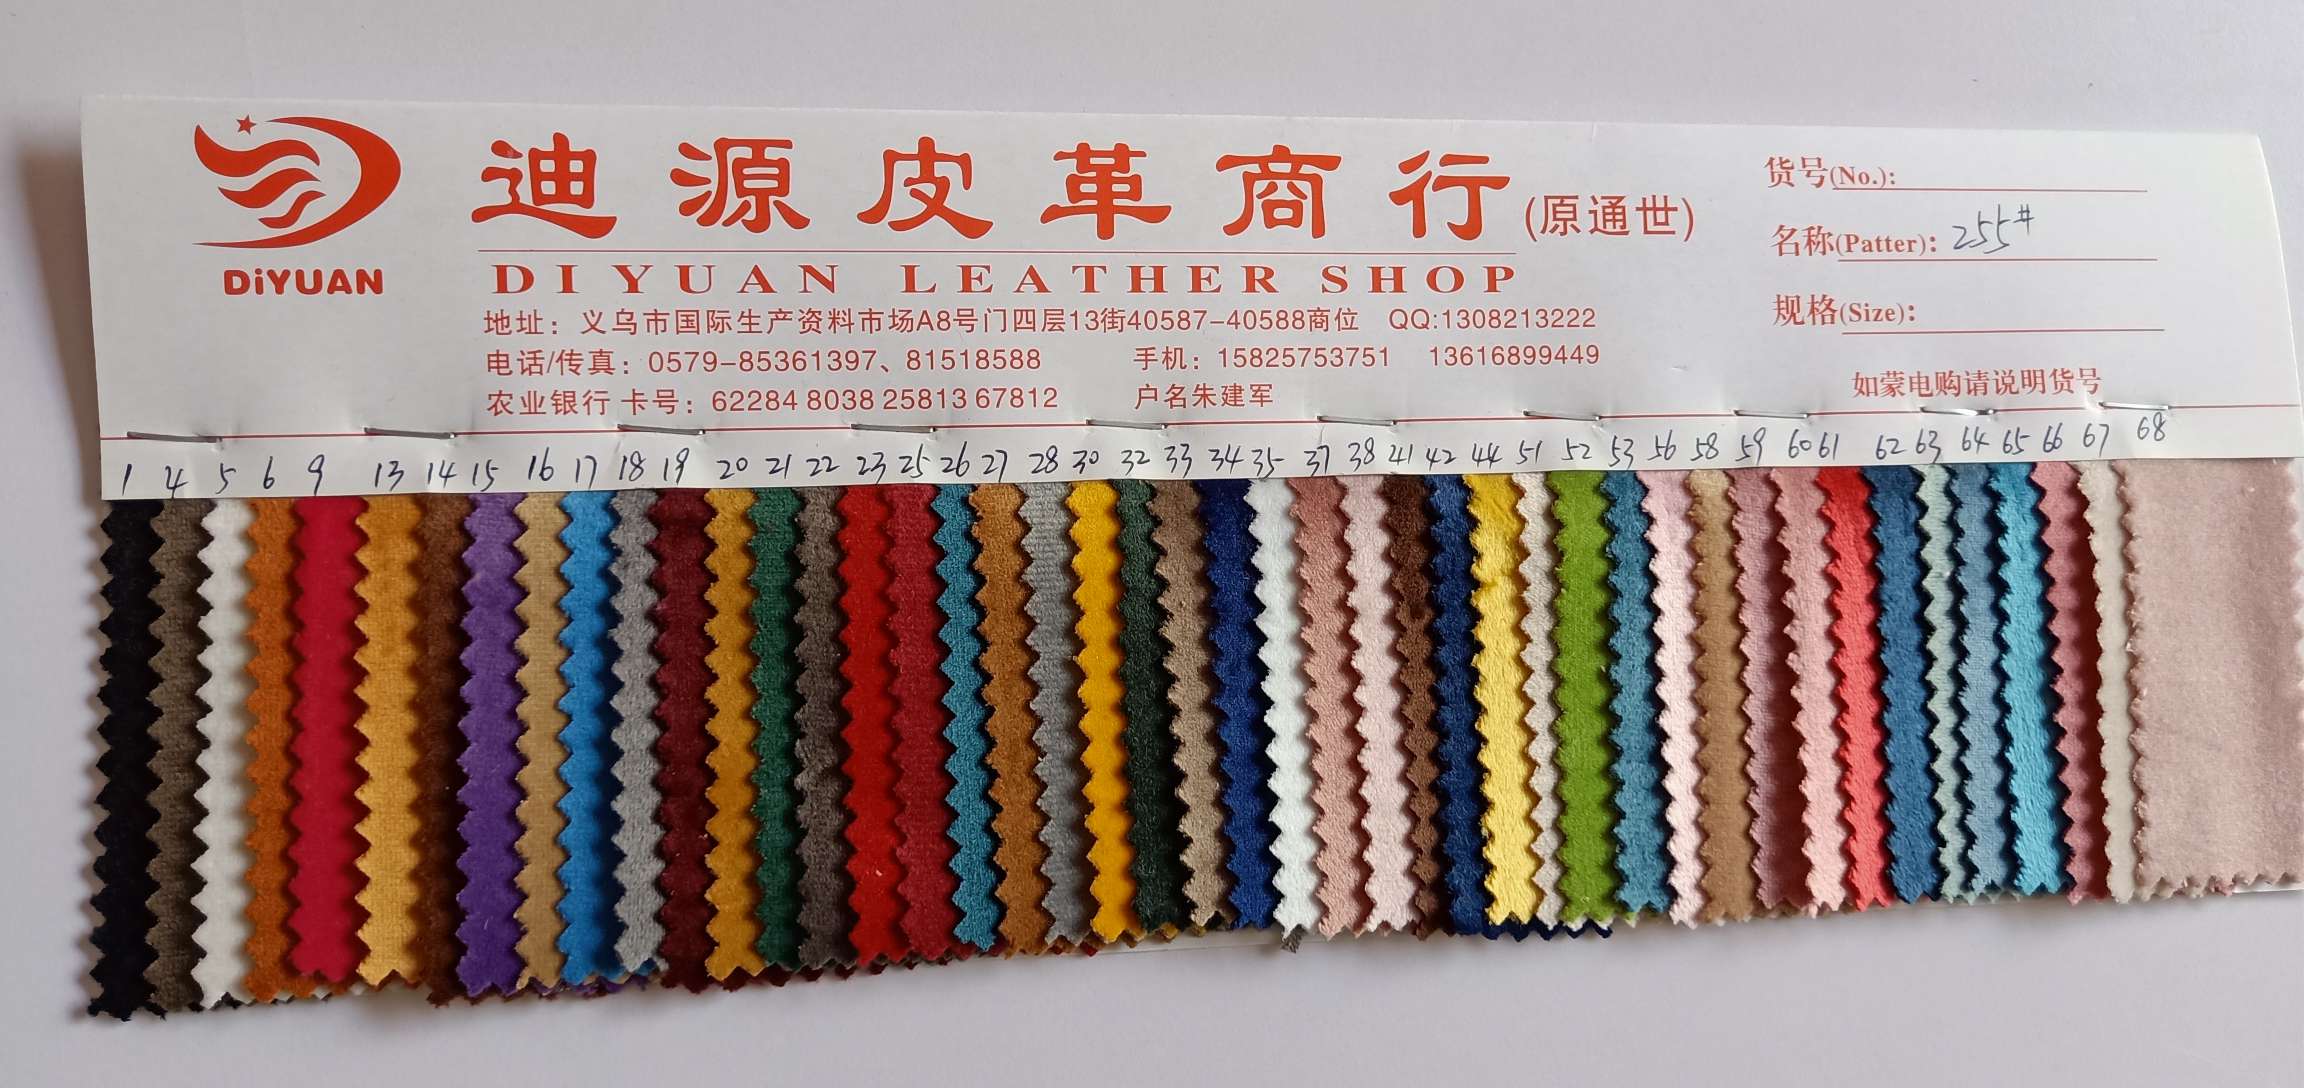 DiYUAN
迪源皮革商行(原通世)
DIYUAN LEATHER SHOP
地址：义乌市国际生产资料市场A8号门四层13街40587-40588商位 QQ:1308213222
电话/传真：0579-85361397、81518588 手机：15825753751 13616899449
农业银行 卡号：62284 8038 25813 67812 户名朱建军
货号(No.):
名称(Patter): 255#
规格(Size):
如蒙电购请说明货号
1 4 5 6 9 13 14 15 16 17 18 19 20 21 22 23 25 26 27 28 30 32 33 34 35 37 38 41 42 44 51 52 53 56 58 59 60 61 62 63 64 65 66 67 68